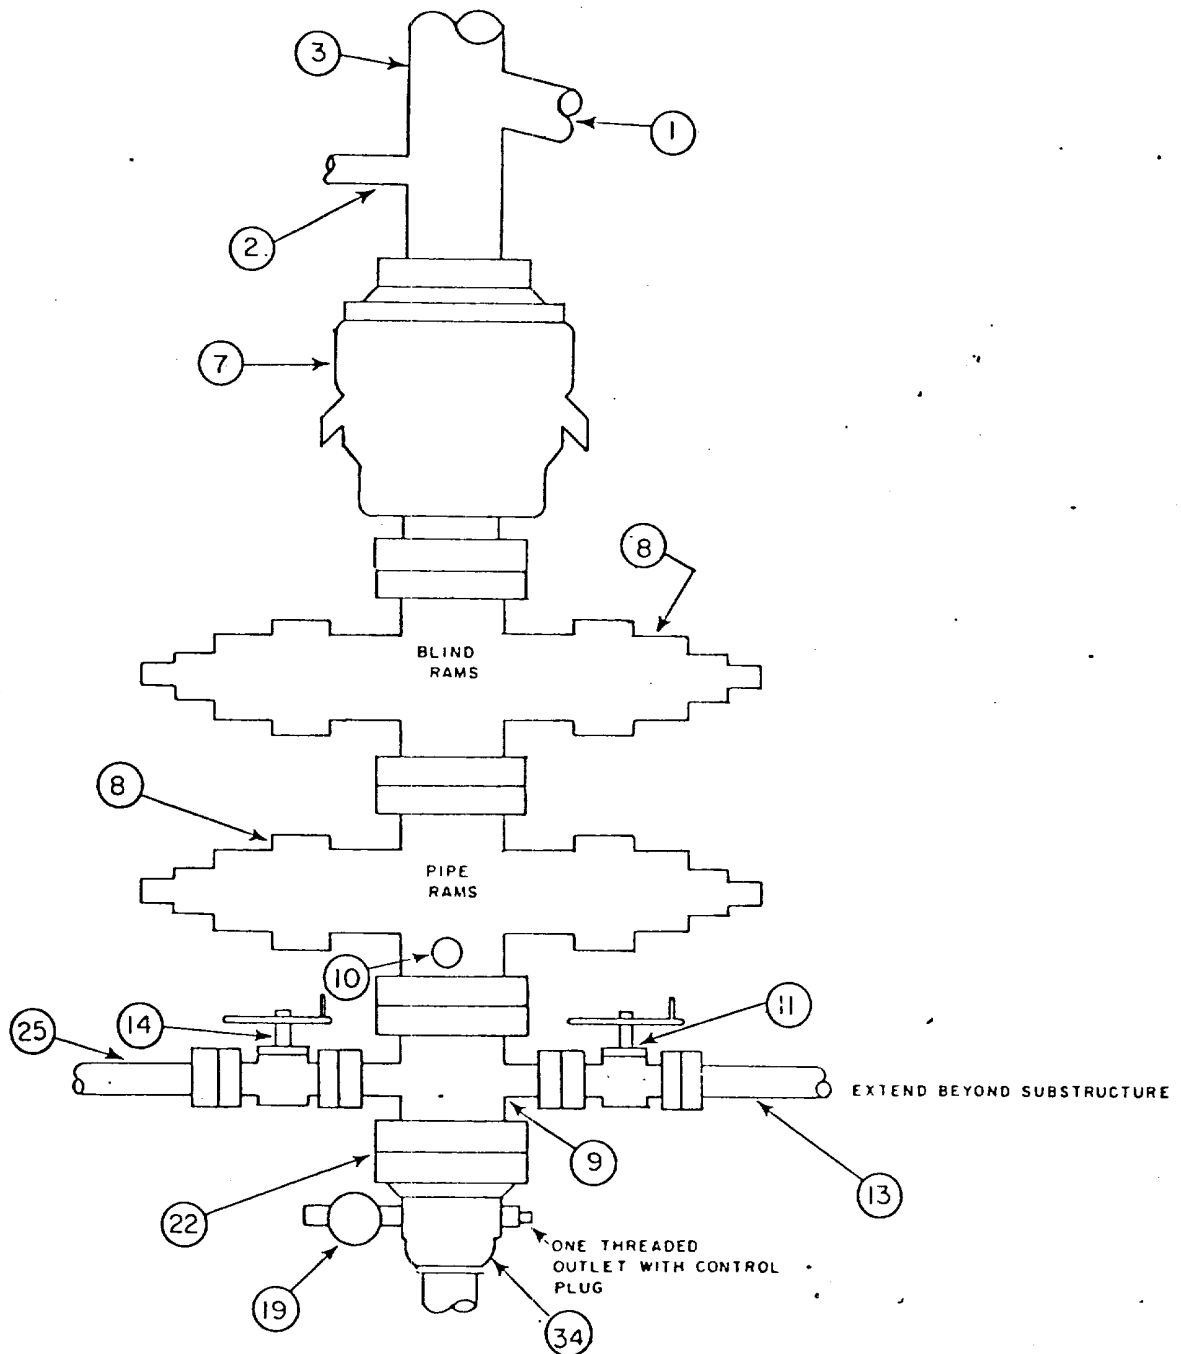 3
1
2
7
8
BLIND
RAMS
8
PIPE
RAMS
10
14
11
25
EXTEND BEYOND SUBSTRUCTURE
9
13
22
ONE THREADED
OUTLET WITH CONTROL
PLUG
19
34